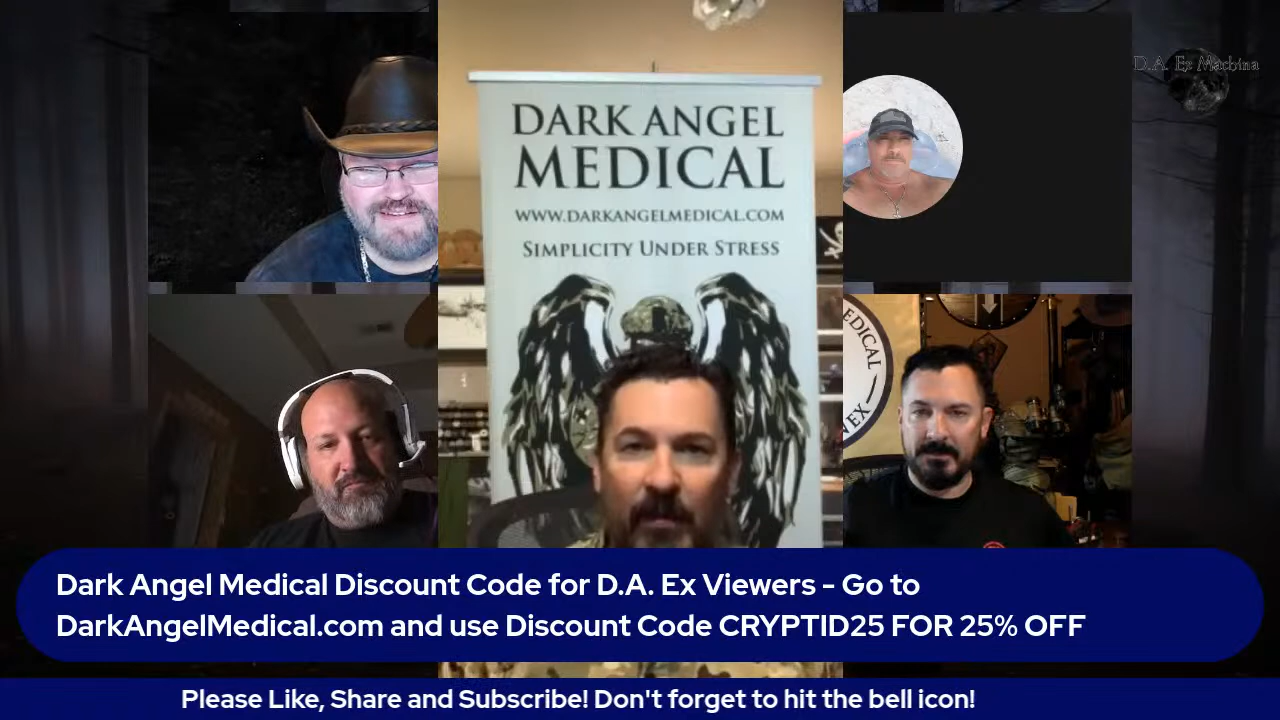 D.A. Ex Machina
DARK ANGEL
MEDICAL
WWW.DARKANGELMEDICAL.COM
SIMPLICITY UNDER STRESS
EDICAL
NEX
Dark Angel Medical Discount Code for D.A. Ex Viewers - Go to
DarkAngelMedical.com and use Discount Code CRYPTID25 FOR 25% OFF
Please Like, Share and Subscribe! Don't forget to hit the bell icon!